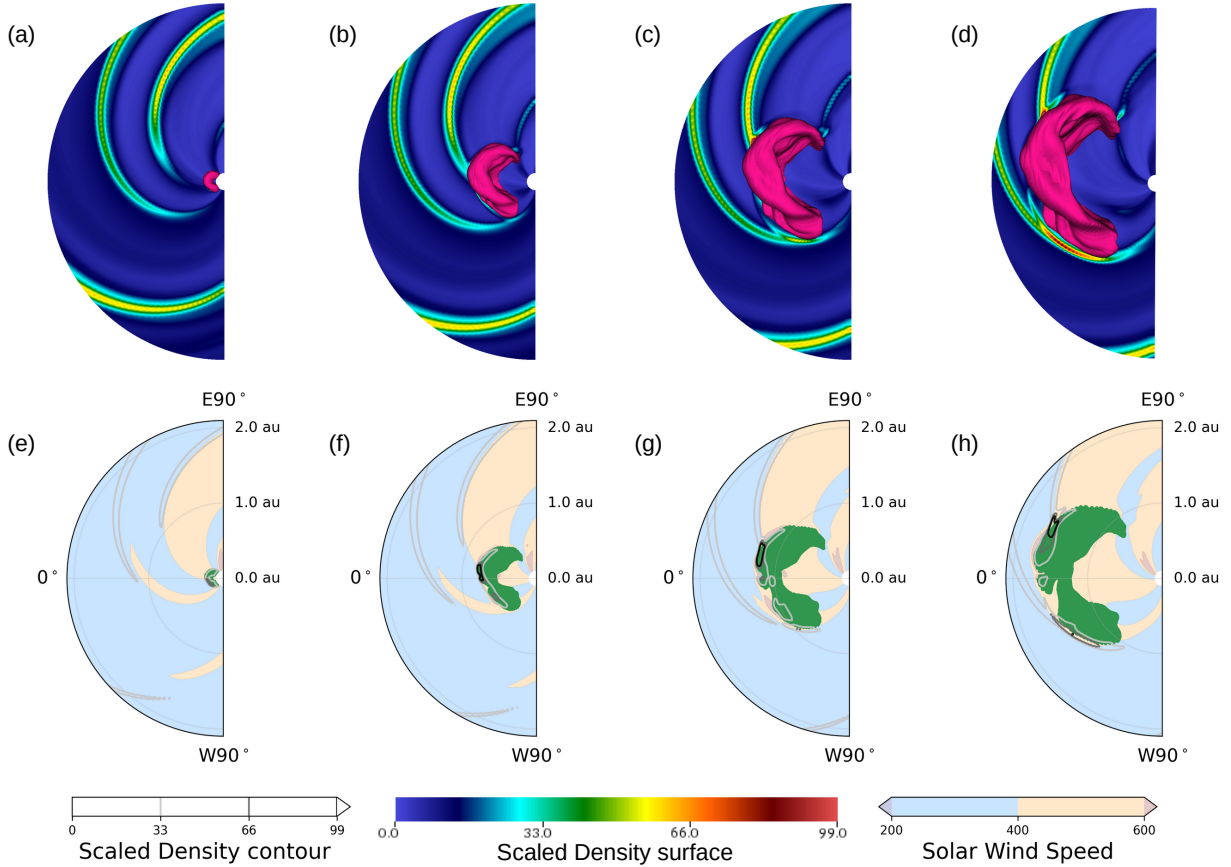 (a) (b) (c) (d)
E90° E90° E90° E90°
(e) 2.0 au (f) 2.0 au (g) 2.0 au (h) 2.0 au
1.0 au 1.0 au 1.0 au 1.0 au
0° 0.0 au 0° 0.0 au 0° 0.0 au 0° 0.0 au
W90° W90° W90° W90°
0 33 66 99
Scaled Density contour
0.0 33.0 66.0 99.0
Scaled Density surface
200 400 600
Solar Wind Speed